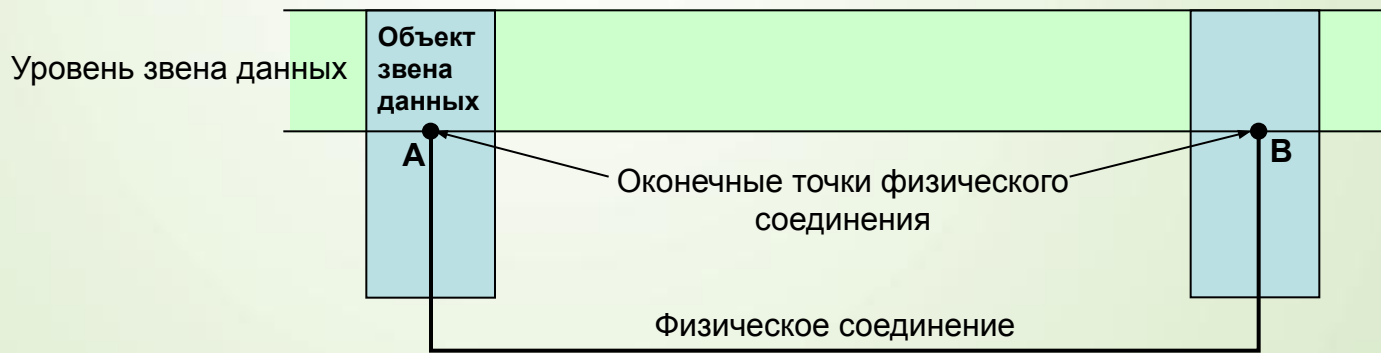 Уровень звена данных
Объект
звена
данных
A
B
Оконечные точки физического
соединения
Физическое соединение